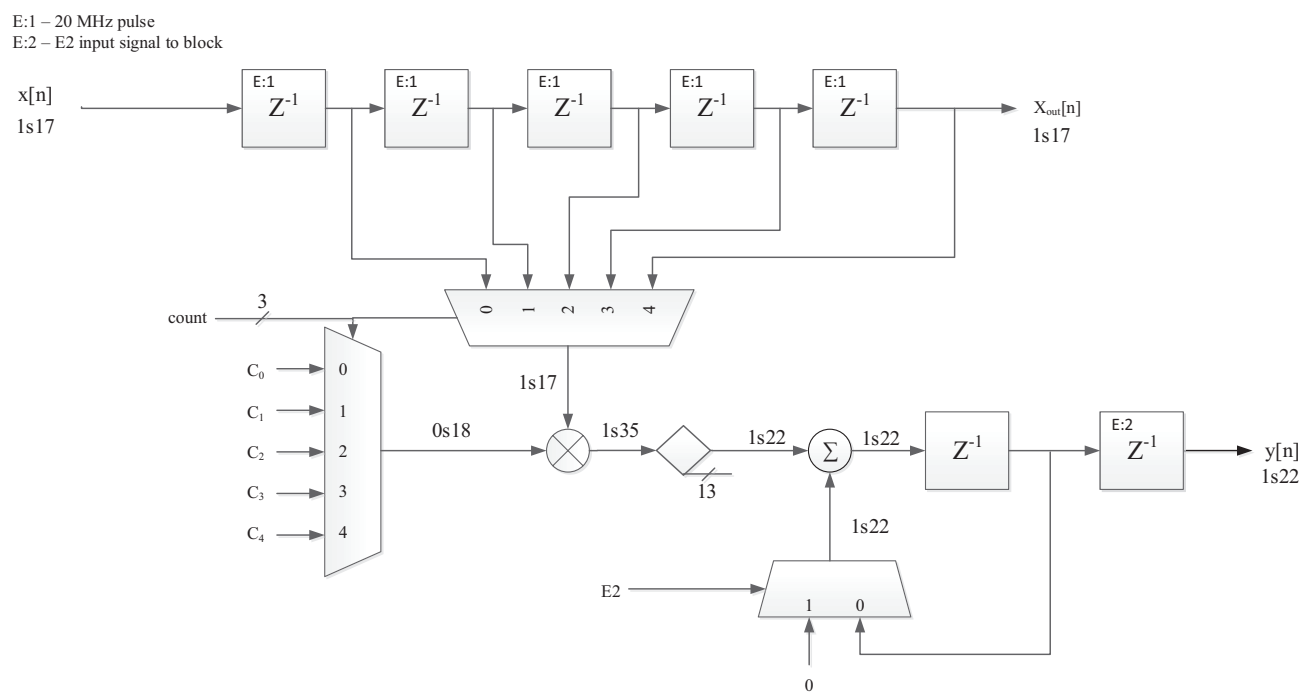 E:1 – 20 MHz pulse
E:2 – E2 input signal to block
x[n]
1s17
E:1
Z⁻¹
E:1
Z⁻¹
E:1
Z⁻¹
E:1
Z⁻¹
E:1
Z⁻¹
Xout[n]
1s17
0
1
2
3
4
count
3
C₀
C₁
C₂
C₃
C₄
0
1
2
3
4
1s17
0s18
1s35
13
1s22
Σ
1s22
Z⁻¹
E:2
Z⁻¹
y[n]
1s22
1s22
E2
1
0
0